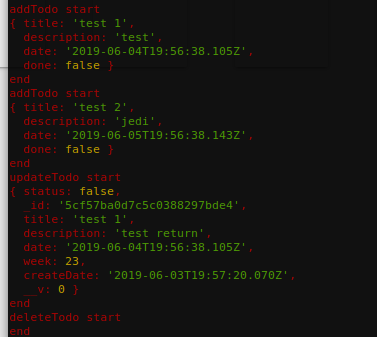 addTodo start
{ title: 'test 1',
description: 'test',
date: '2019-06-04T19:56:38.105Z',
done: false }
end
addTodo start
{ title: 'test 2',
description: 'jedi',
date: '2019-06-05T19:56:38.143Z',
done: false }
end
updateTodo start
{ status: false,
_id: '5cf57ba0d7c5c0388297bde4',
title: 'test 1',
description: 'test return',
date: '2019-06-04T19:56:38.105Z',
week: 23,
createDate: '2019-06-03T19:57:20.070Z',
__v: 0 }
end
deleteTodo start
end